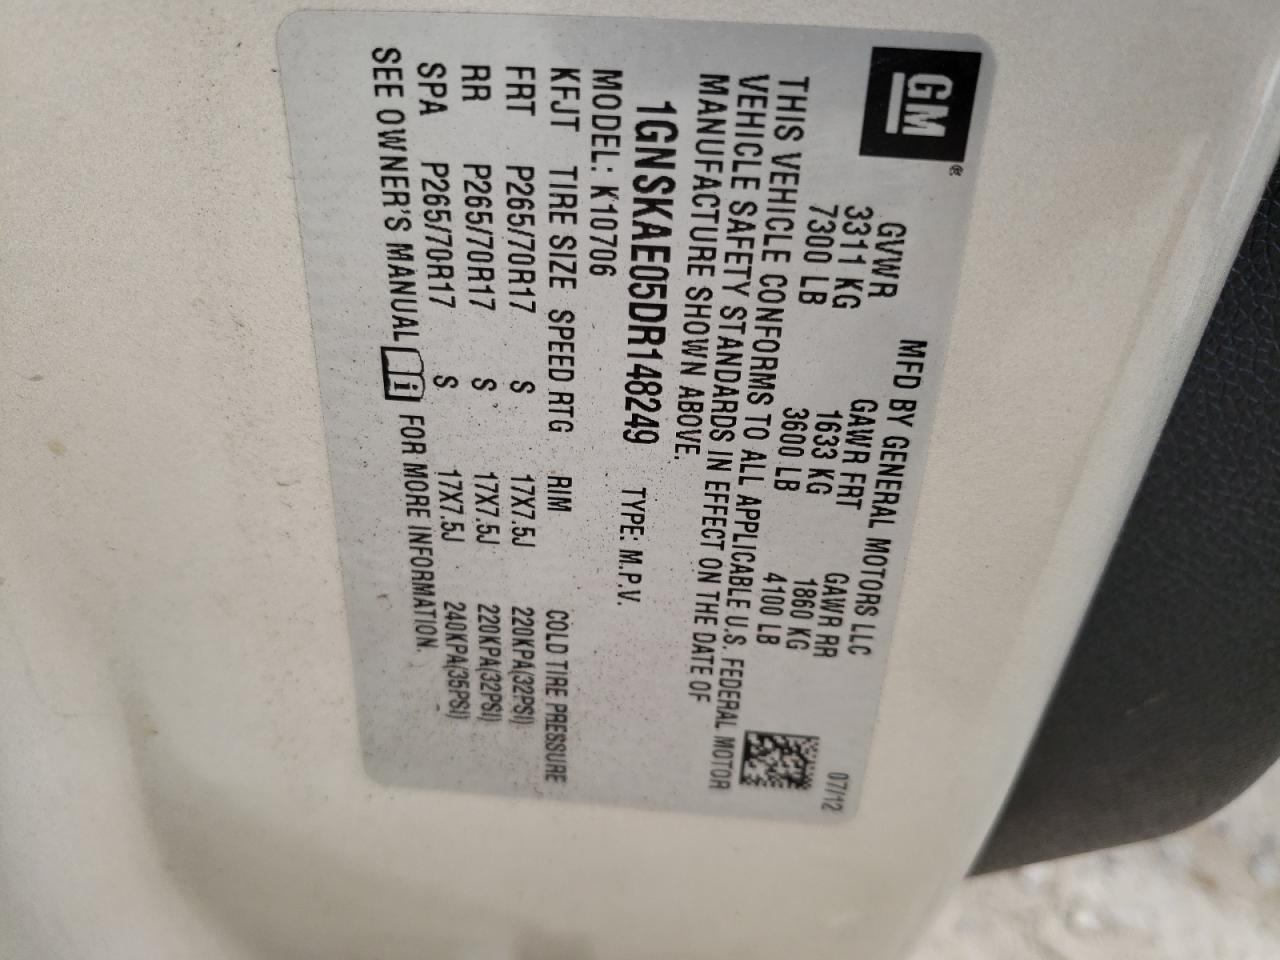 GM®
MFD BY GENERAL MOTORS LLC 07/12
GVWR GAWR FRT GAWR RR
3311 KG 1633 KG 1860 KG
7300 LB 3600 LB 4100 LB
THIS VEHICLE CONFORMS TO ALL APPLICABLE U.S. FEDERAL MOTOR
VEHICLE SAFETY STANDARDS IN EFFECT ON THE DATE OF
MANUFACTURE SHOWN ABOVE.
1GNSKAE05DR148249 TYPE: M.P.V.
MODEL: K10706
KFJT TIRE SIZE SPEED RTG RIM COLD TIRE PRESSURE
FRT P265/70R17 S 17X7.5J 220KPA(32PSI)
RR P265/70R17 S 17X7.5J 220KPA(32PSI)
SPA P265/70R17 S 17X7.5J 240KPA(35PSI)
SEE OWNER'S MANUAL i FOR MORE INFORMATION.